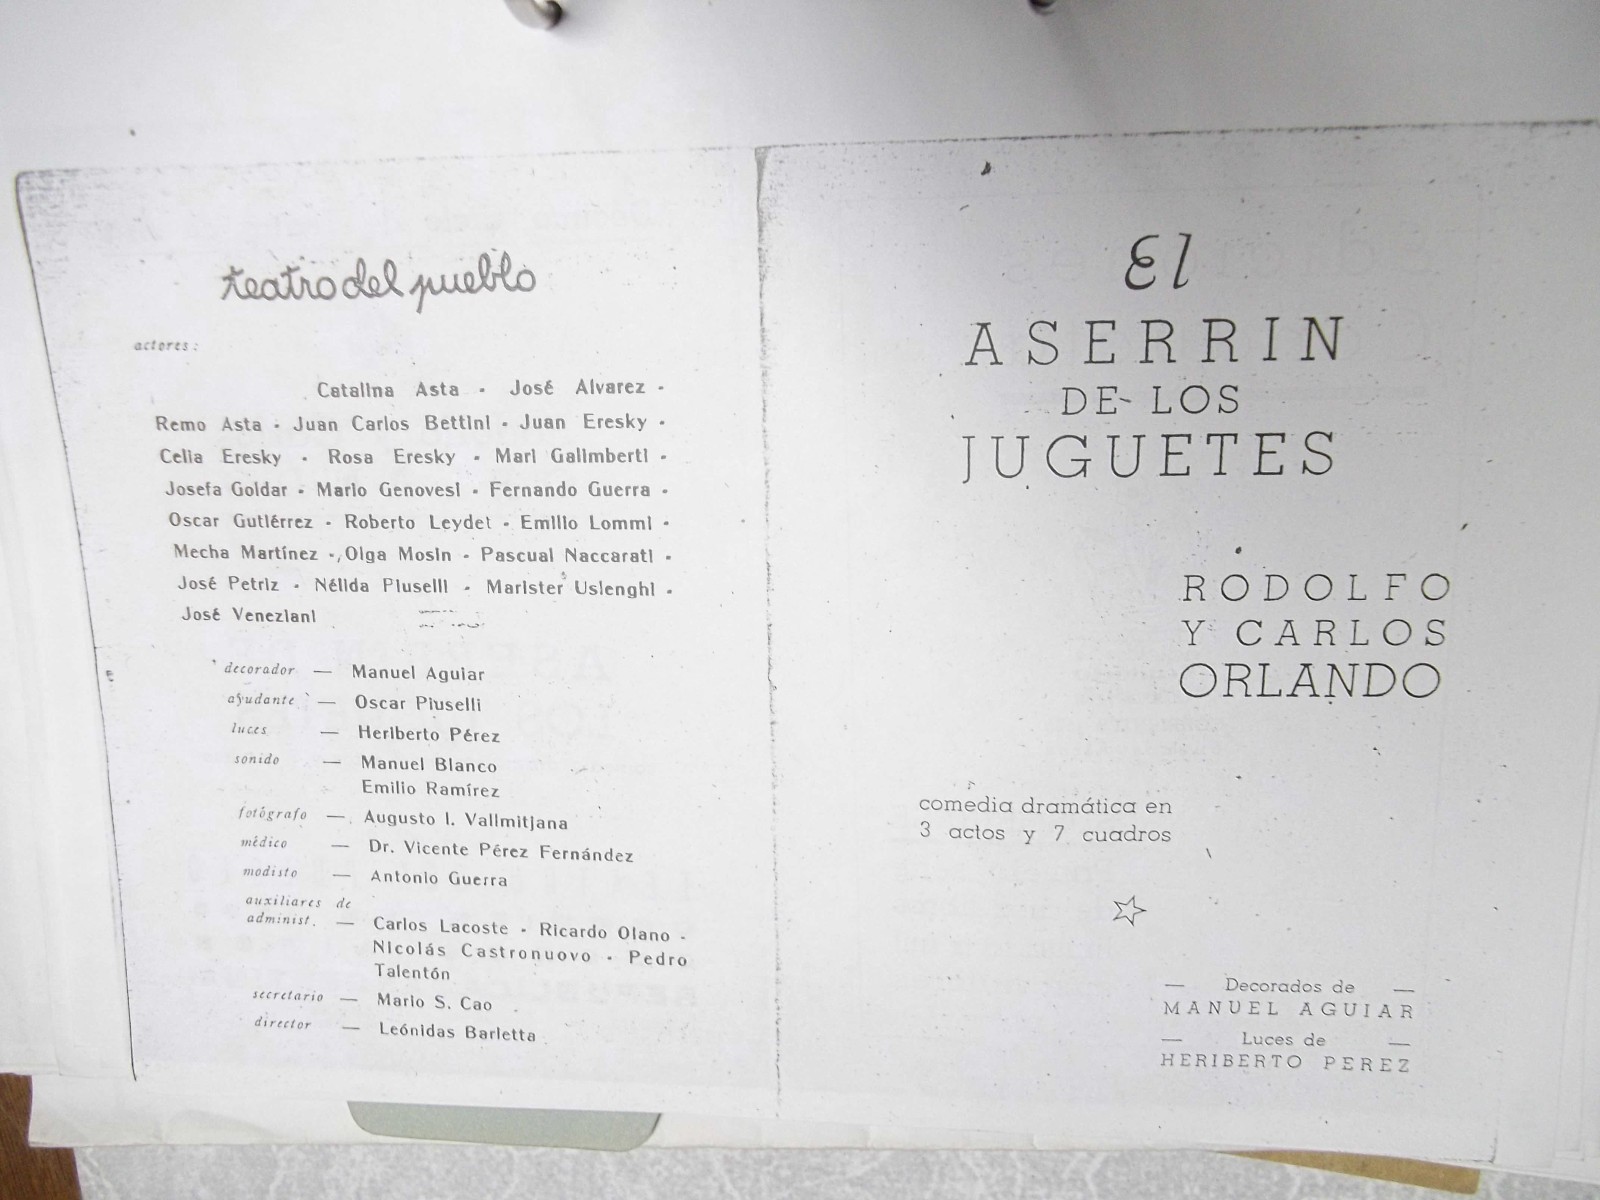 teatro del pueblo
actores:
Catalina Asta - José Alvarez -
Remo Asta - Juan Carlos Bettini - Juan Eresky -
Celia Eresky - Rosa Eresky - Mari Galimberti -
Josefa Goldar - Mario Genovesi - Fernando Guerra -
Oscar Gutiérrez - Roberto Leydet - Emilio Lommi -
Mecha Martínez - Olga Mosin - Pascual Naccarati -
José Petriz - Nélida Piuselli - Marister Uslenghi -
José Veneziani
decorador — Manuel Aguiar
ayudante — Oscar Piuselli
luces — Heriberto Pérez
sonido — Manuel Blanco
Emilio Ramírez
fotógrafo — Augusto I. Vallmitjana
médico — Dr. Vicente Pérez Fernández
modisto — Antonio Guerra
auxiliares de
administ. — Carlos Lacoste - Ricardo Olano -
Nicolás Castronuovo - Pedro
Talentón
secretario — Mario S. Cao
director — Leónidas Barletta
El
ASERRIN
DE LOS
JUGUETES
RODOLFO
Y CARLOS
ORLANDO
comedia dramática en
3 actos y 7 cuadros
— Decorados de —
MANUEL AGUIAR
— Luces de —
HERIBERTO PEREZ